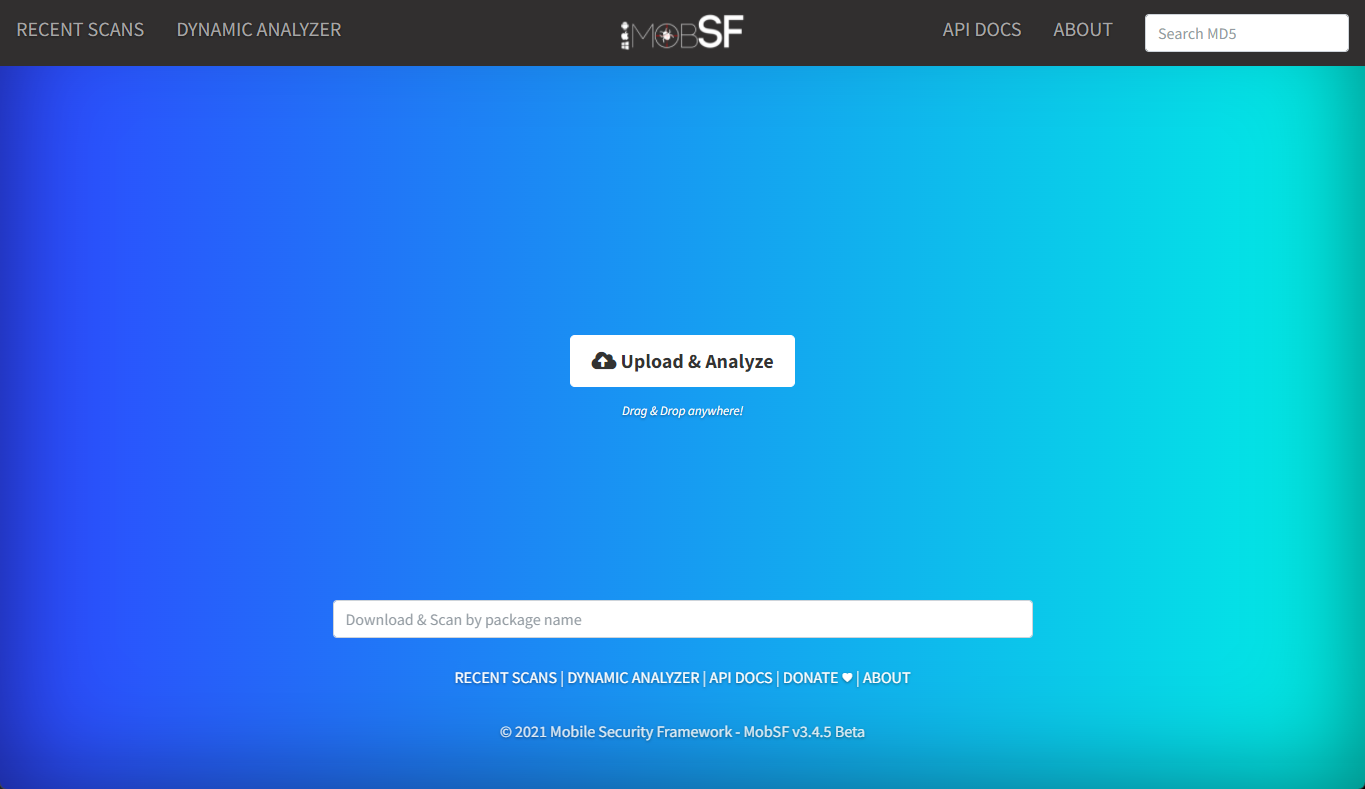 RECENT SCANS DYNAMIC ANALYZER MOBSF API DOCS ABOUT Search MD5
Upload & Analyze
Drag & Drop anywhere!
Download & Scan by package name
RECENT SCANS | DYNAMIC ANALYZER | API DOCS | DONATE ♥ | ABOUT
© 2021 Mobile Security Framework - MobSF v3.4.5 Beta